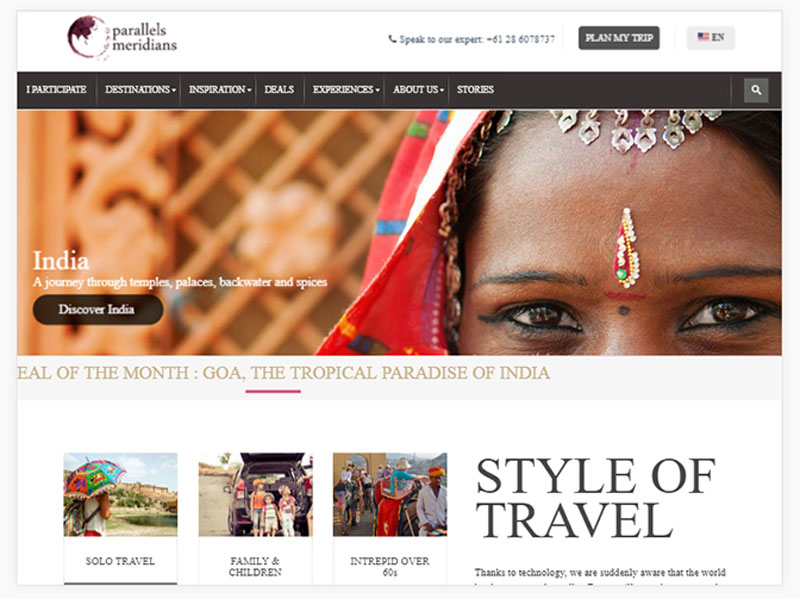 parallels
meridians
Speak to our expert: +61 28 6078737
PLAN MY TRIP
EN
I PARTICIPATE
DESTINATIONS
INSPIRATION
DEALS
EXPERIENCES
ABOUT US
STORIES
India
A journey through temples, palaces, backwater and spices
Discover India
EAL OF THE MONTH : GOA, THE TROPICAL PARADISE OF INDIA
SOLO TRAVEL
FAMILY &
CHILDREN
INTREPID OVER
60s
STYLE OF
TRAVEL
Thanks to technology, we are suddenly aware that the world